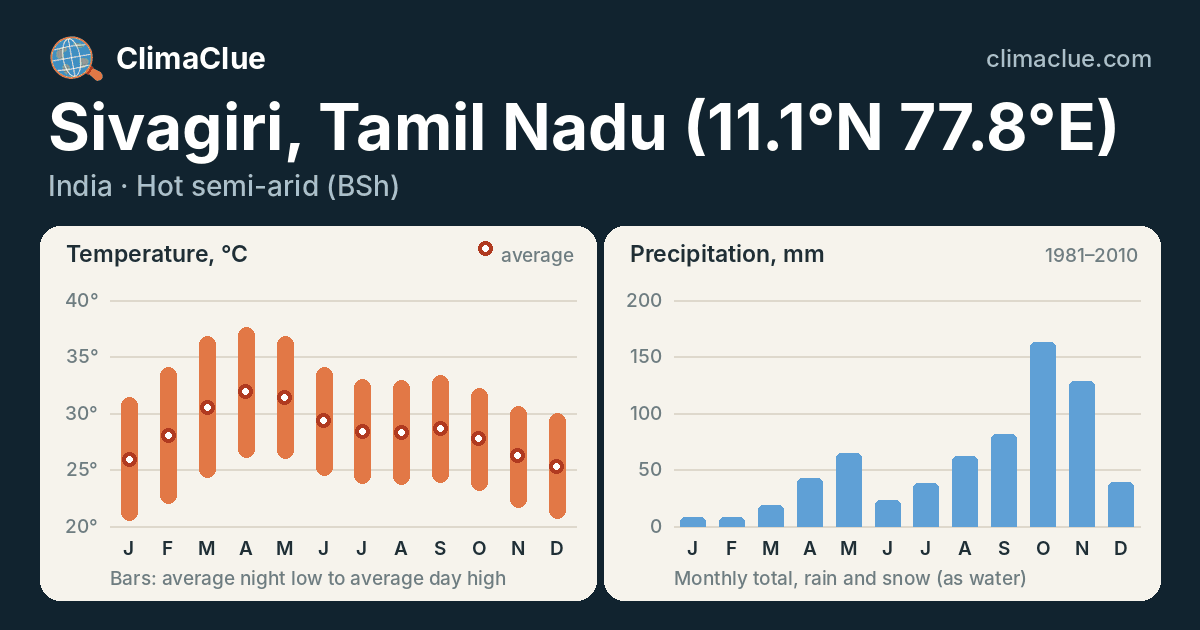 ClimaClue
climaclue.com
Sivagiri, Tamil Nadu (11.1°N 77.8°E)
India · Hot semi-arid (BSh)
Temperature, °C
average
40°
35°
30°
25°
20°
J F M A M J J A S O N D
Bars: average night low to average day high
Precipitation, mm
1981–2010
200
150
100
50
0
J F M A M J J A S O N D
Monthly total, rain and snow (as water)